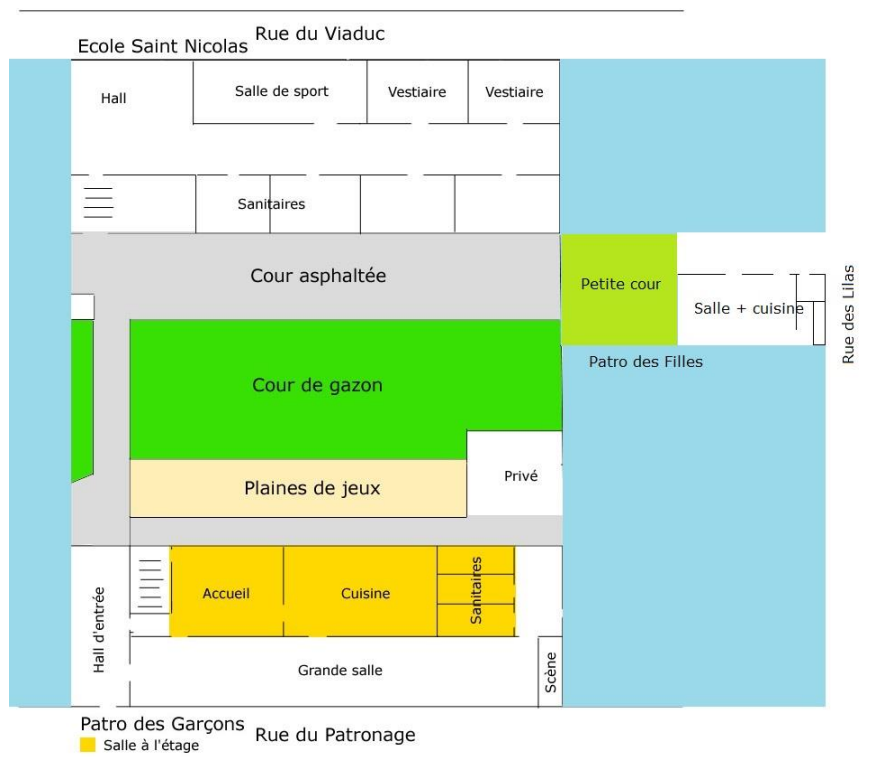 Rue du Viaduc
Ecole Saint Nicolas
Hall
Salle de sport
Vestiaire
Vestiaire
Sanitaires
Cour asphaltée
Petite cour
Salle + cuisine
Rue des Lilas
Patro des Filles
Cour de gazon
Privé
Plaines de jeux
Hall d'entrée
Accueil
Cuisine
Sanitaires
Grande salle
Scène
Patro des Garçons
Rue du Patronage
Salle à l'étage